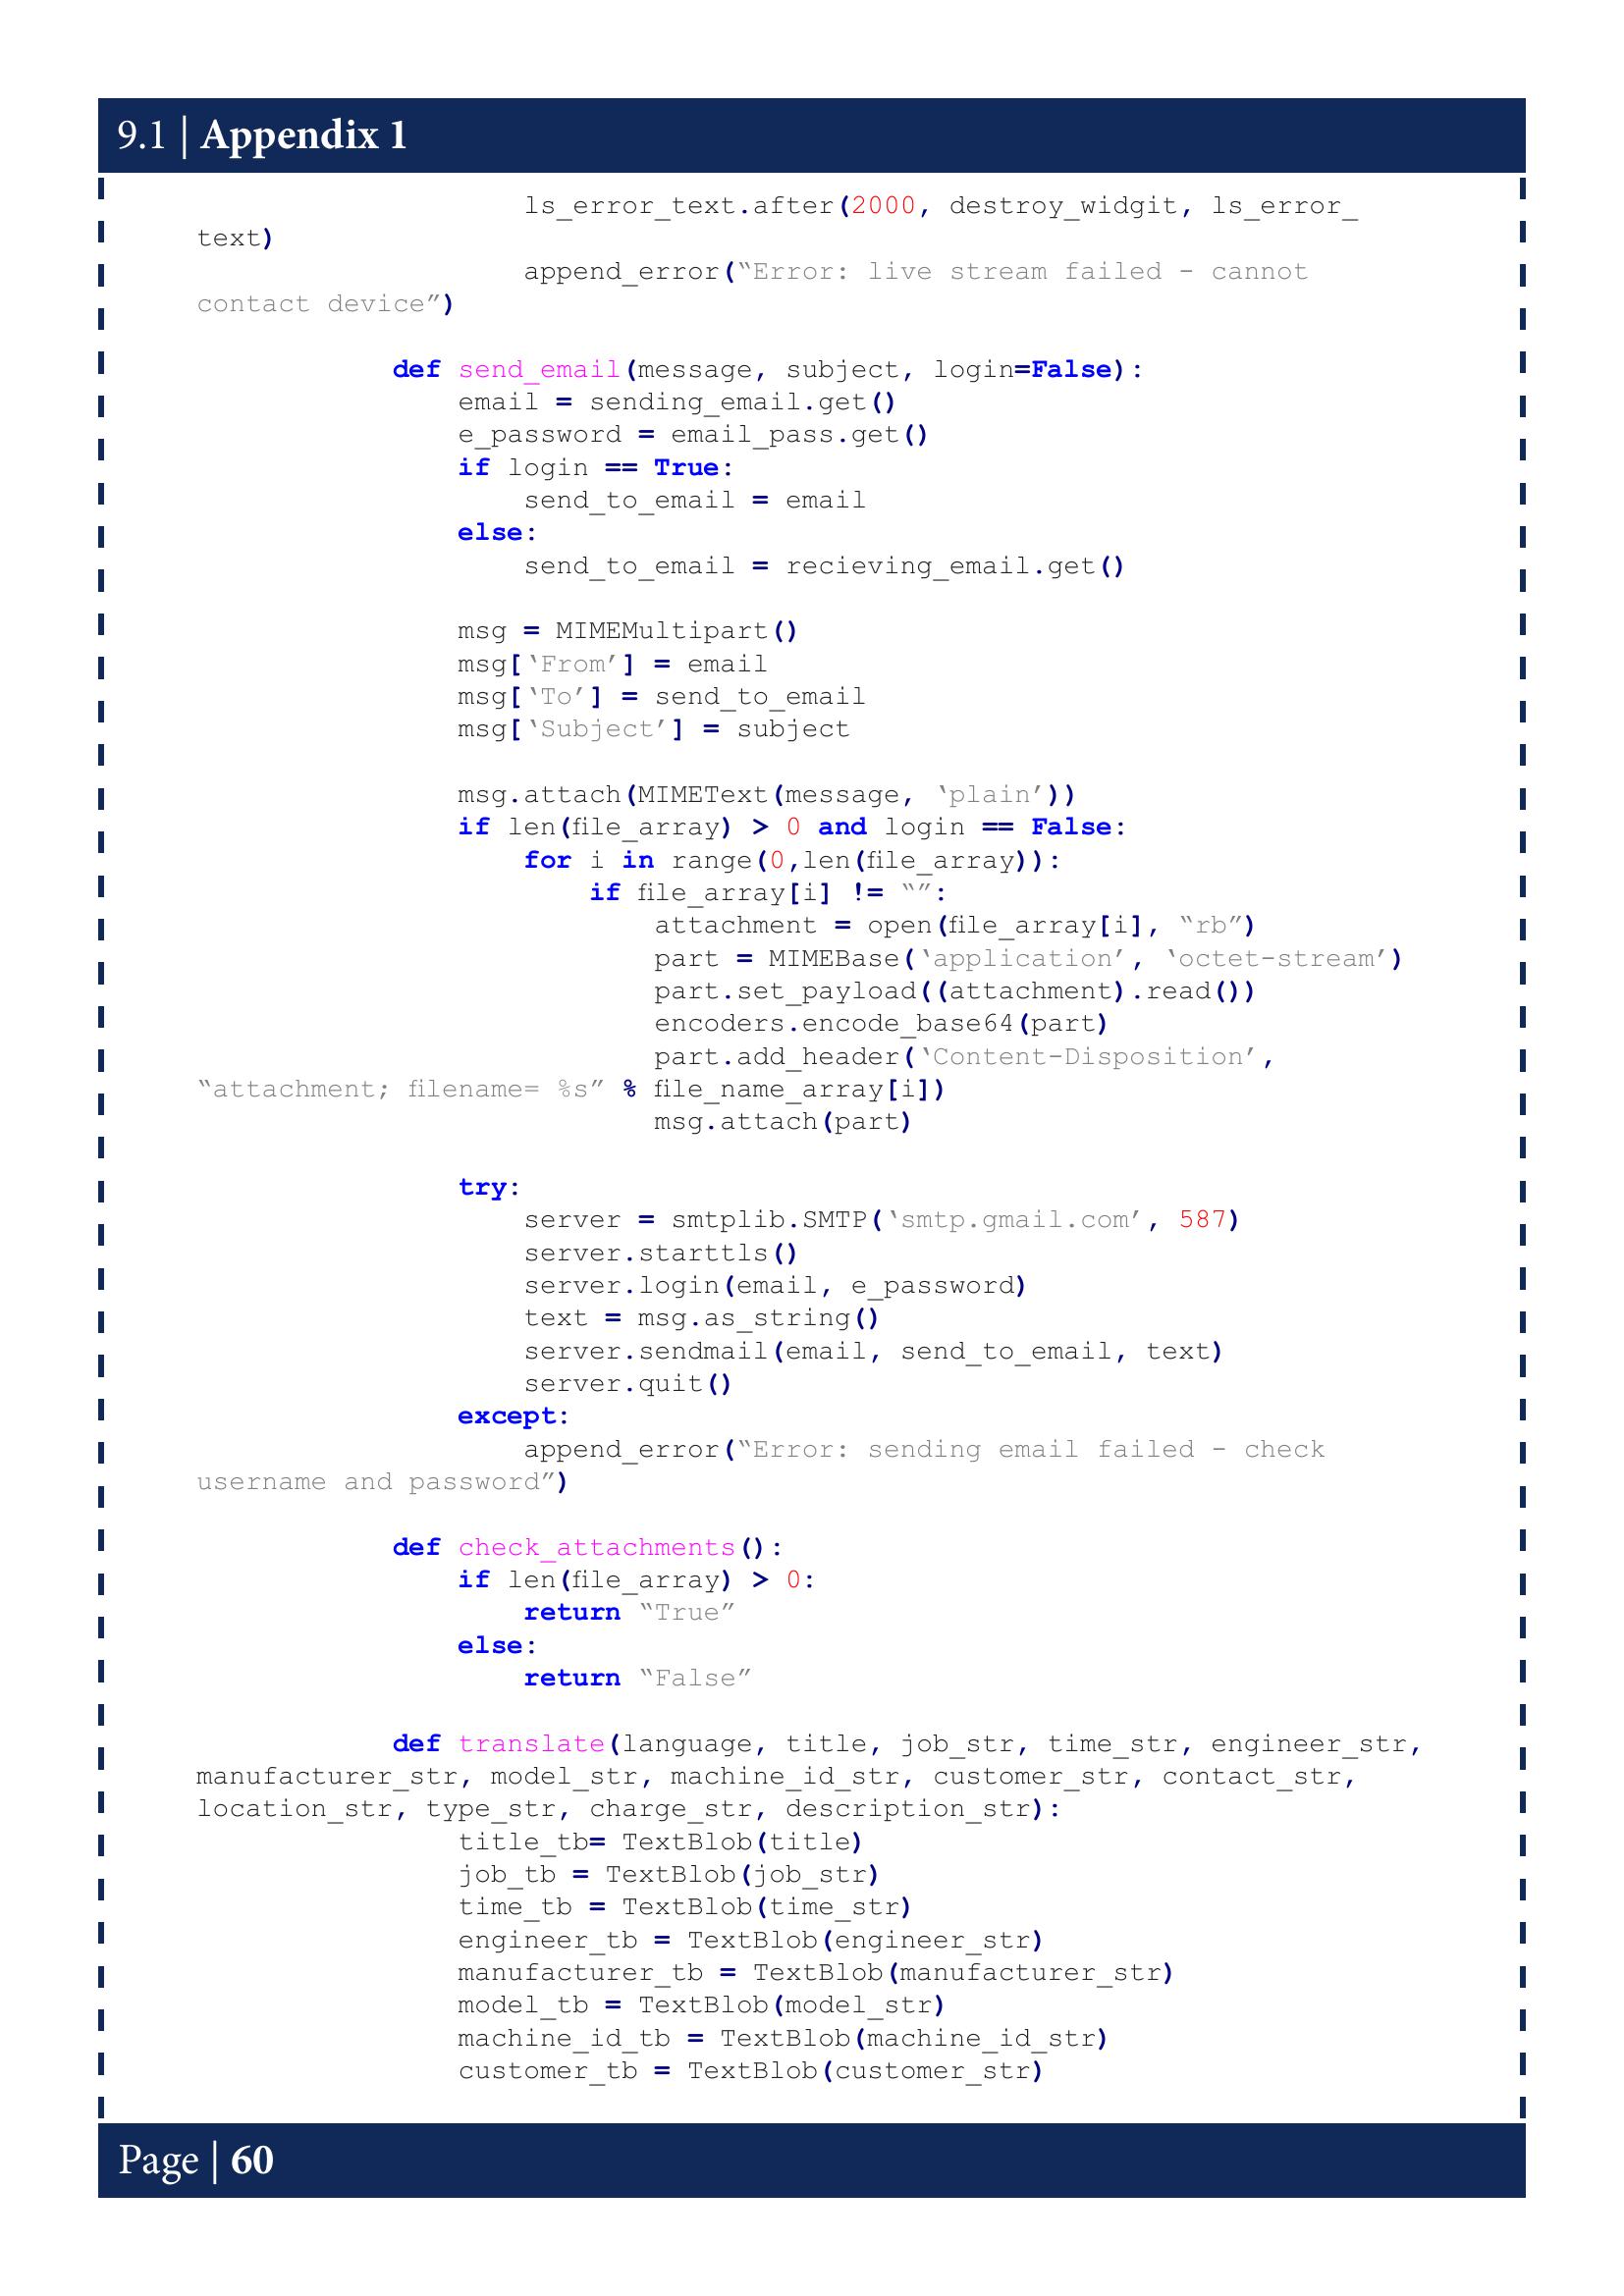 9.1 | Appendix 1
ls_error_text.after(2000, destroy_widgit, ls_error_
text)
append_error(“Error: live stream failed - cannot
contact device”)
def send_email(message, subject, login=False):
email = sending_email.get()
e_password = email_pass.get()
if login == True:
send_to_email = email
else:
send_to_email = recieving_email.get()
msg = MIMEMultipart()
msg[‘From’] = email
msg[‘To’] = send_to_email
msg[‘Subject’] = subject
msg.attach(MIMEText(message, ‘plain’))
if len(file_array) > 0 and login == False:
for i in range(0,len(file_array)):
if file_array[i] != “”:
attachment = open(file_array[i], “rb”)
part = MIMEBase(‘application’, ‘octet-stream’)
part.set_payload((attachment).read())
encoders.encode_base64(part)
part.add_header(‘Content-Disposition’,
“attachment; filename= %s” % file_name_array[i])
msg.attach(part)
try:
server = smtplib.SMTP(‘smtp.gmail.com’, 587)
server.starttls()
server.login(email, e_password)
text = msg.as_string()
server.sendmail(email, send_to_email, text)
server.quit()
except:
append_error(“Error: sending email failed - check
username and password”)
def check_attachments():
if len(file_array) > 0:
return “True”
else:
return “False”
def translate(language, title, job_str, time_str, engineer_str,
manufacturer_str, model_str, machine_id_str, customer_str, contact_str,
location_str, type_str, charge_str, description_str):
title_tb= TextBlob(title)
job_tb = TextBlob(job_str)
time_tb = TextBlob(time_str)
engineer_tb = TextBlob(engineer_str)
manufacturer_tb = TextBlob(manufacturer_str)
model_tb = TextBlob(model_str)
machine_id_tb = TextBlob(machine_id_str)
customer_tb = TextBlob(customer_str)
Page | 60